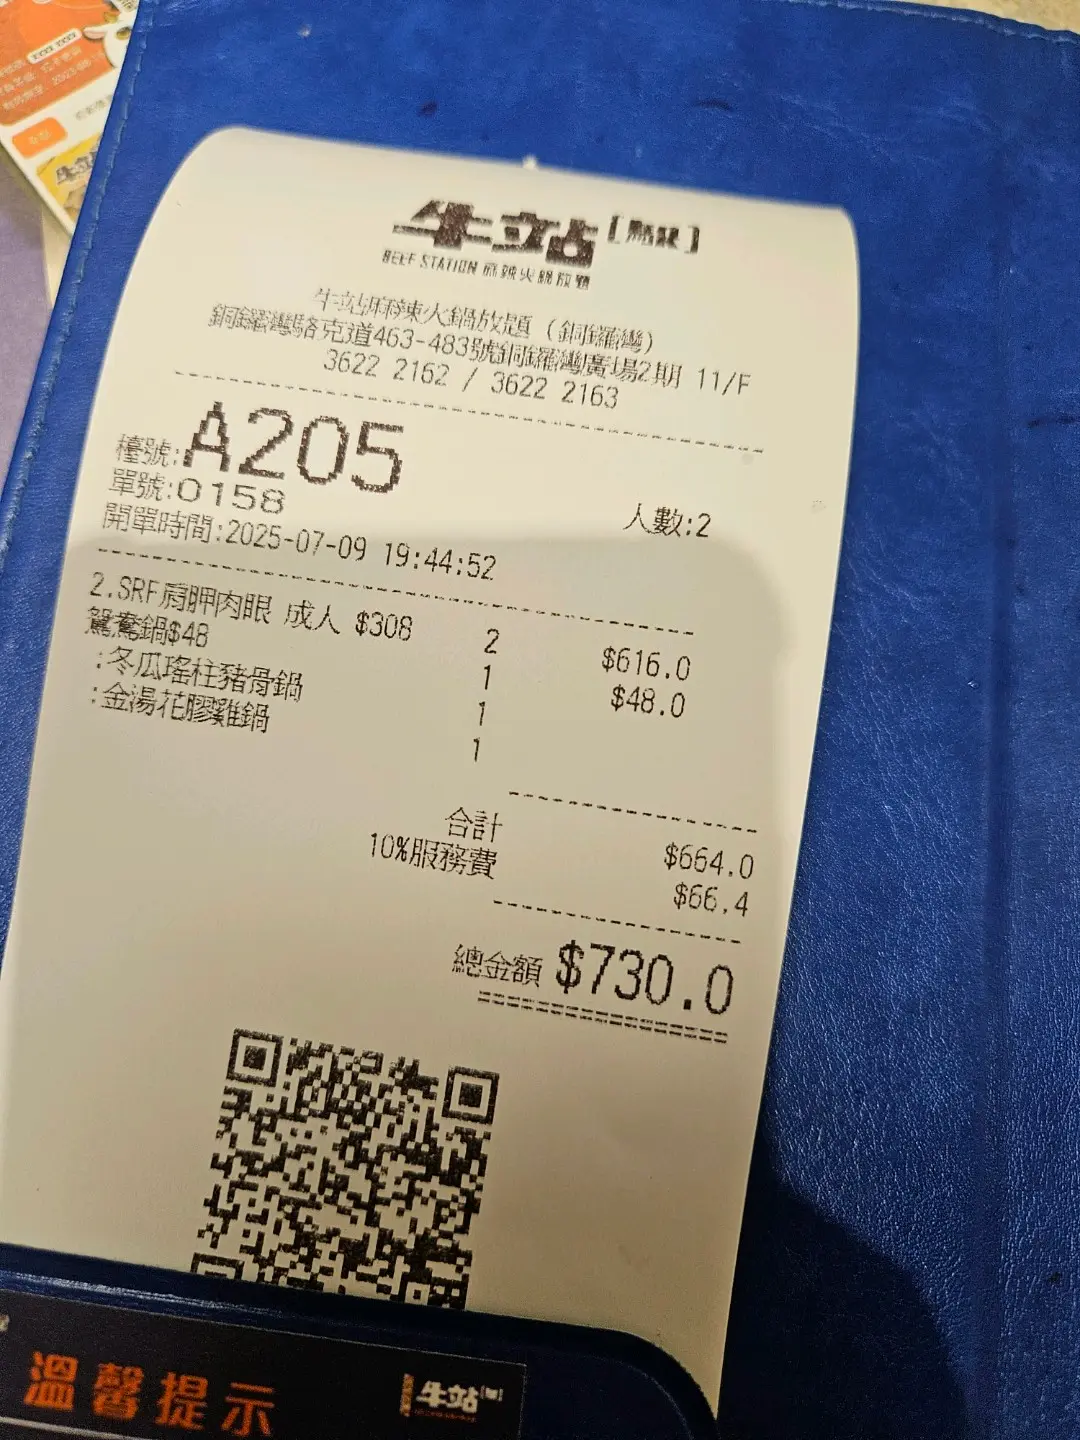 牛站
BEEF STATION 麻辣火鍋放題
牛站麻辣火鍋放題 (銅鑼灣)
銅鑼灣駱克道463-483號銅鑼灣廣場2期 11/F
3622 2162 / 3622 2163
檯號:A205
單號:0158
人數:2
開單時間:2025-07-09 19:44:52
2.SRF肩胛肉眼 成人 $308 2 $616.0
鴛鴦鍋$48 1 $48.0
:冬瓜瑤柱豬骨鍋 1
:金湯花膠雞鍋 1
合計 $664.0
10%服務費 $66.4
總金額 $730.0
溫馨提示
牛站